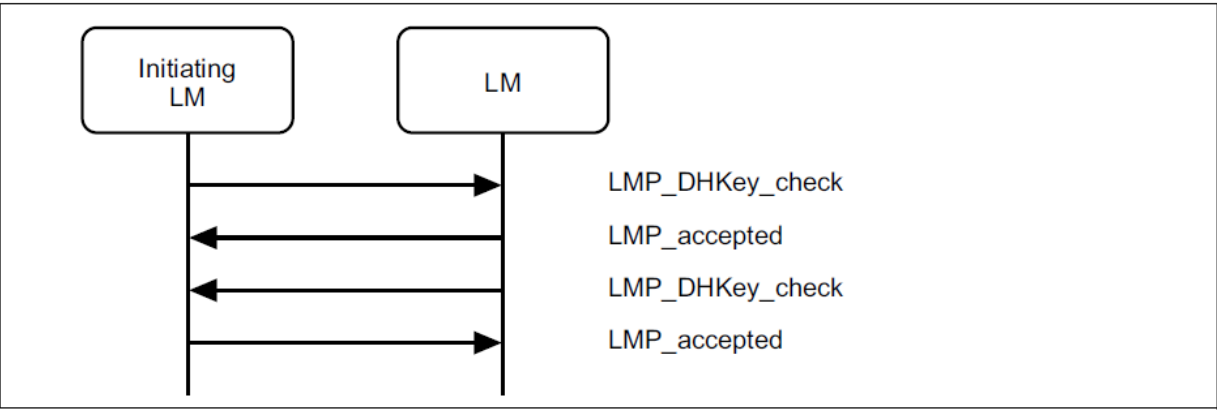 Initiating
LM
LM
LMP_DHKey_check
LMP_accepted
LMP_DHKey_check
LMP_accepted